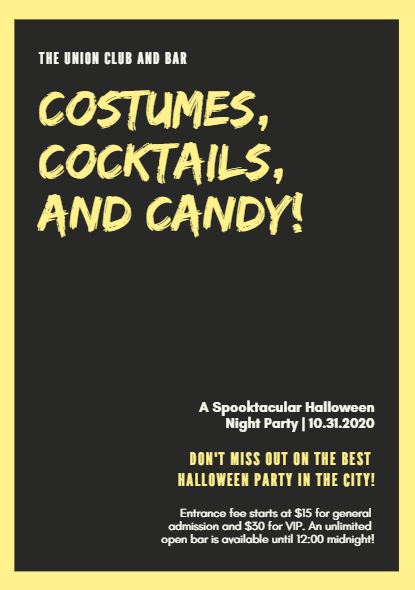 THE UNION CLUB AND BAR
COSTUMES,
COCKTAILS,
AND CANDY!
A Spooktacular Halloween
Night Party | 10.31.2020
DON'T MISS OUT ON THE BEST
HALLOWEEN PARTY IN THE CITY!
Entrance fee starts at $15 for general
admission and $30 for VIP. An unlimited
open bar is available until 12:00 midnight!